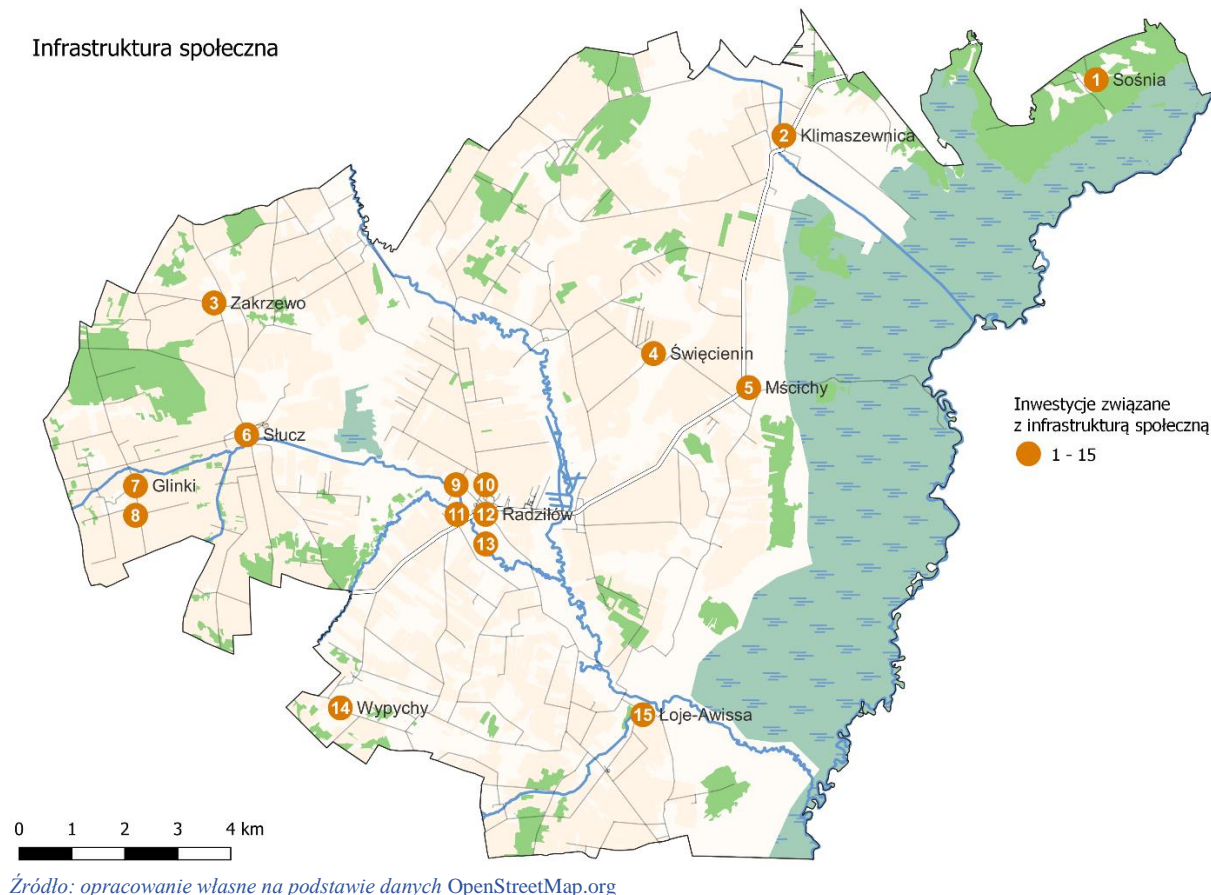 Infrastruktura społeczna
1 Sośnia
2 Klimaszewnica
3 Zakrzewo
4 Święcienin
5 Mścichy
Inwestycje związane
z infrastrukturą społeczną
1 - 15
6 Słucz
7 Glinki
8
9 10
11 12 Radziłów
13
14 Wypychy
15 Łoje-Awissa
0 1 2 3 4 km
Źródło: opracowanie własne na podstawie danych OpenStreetMap.org